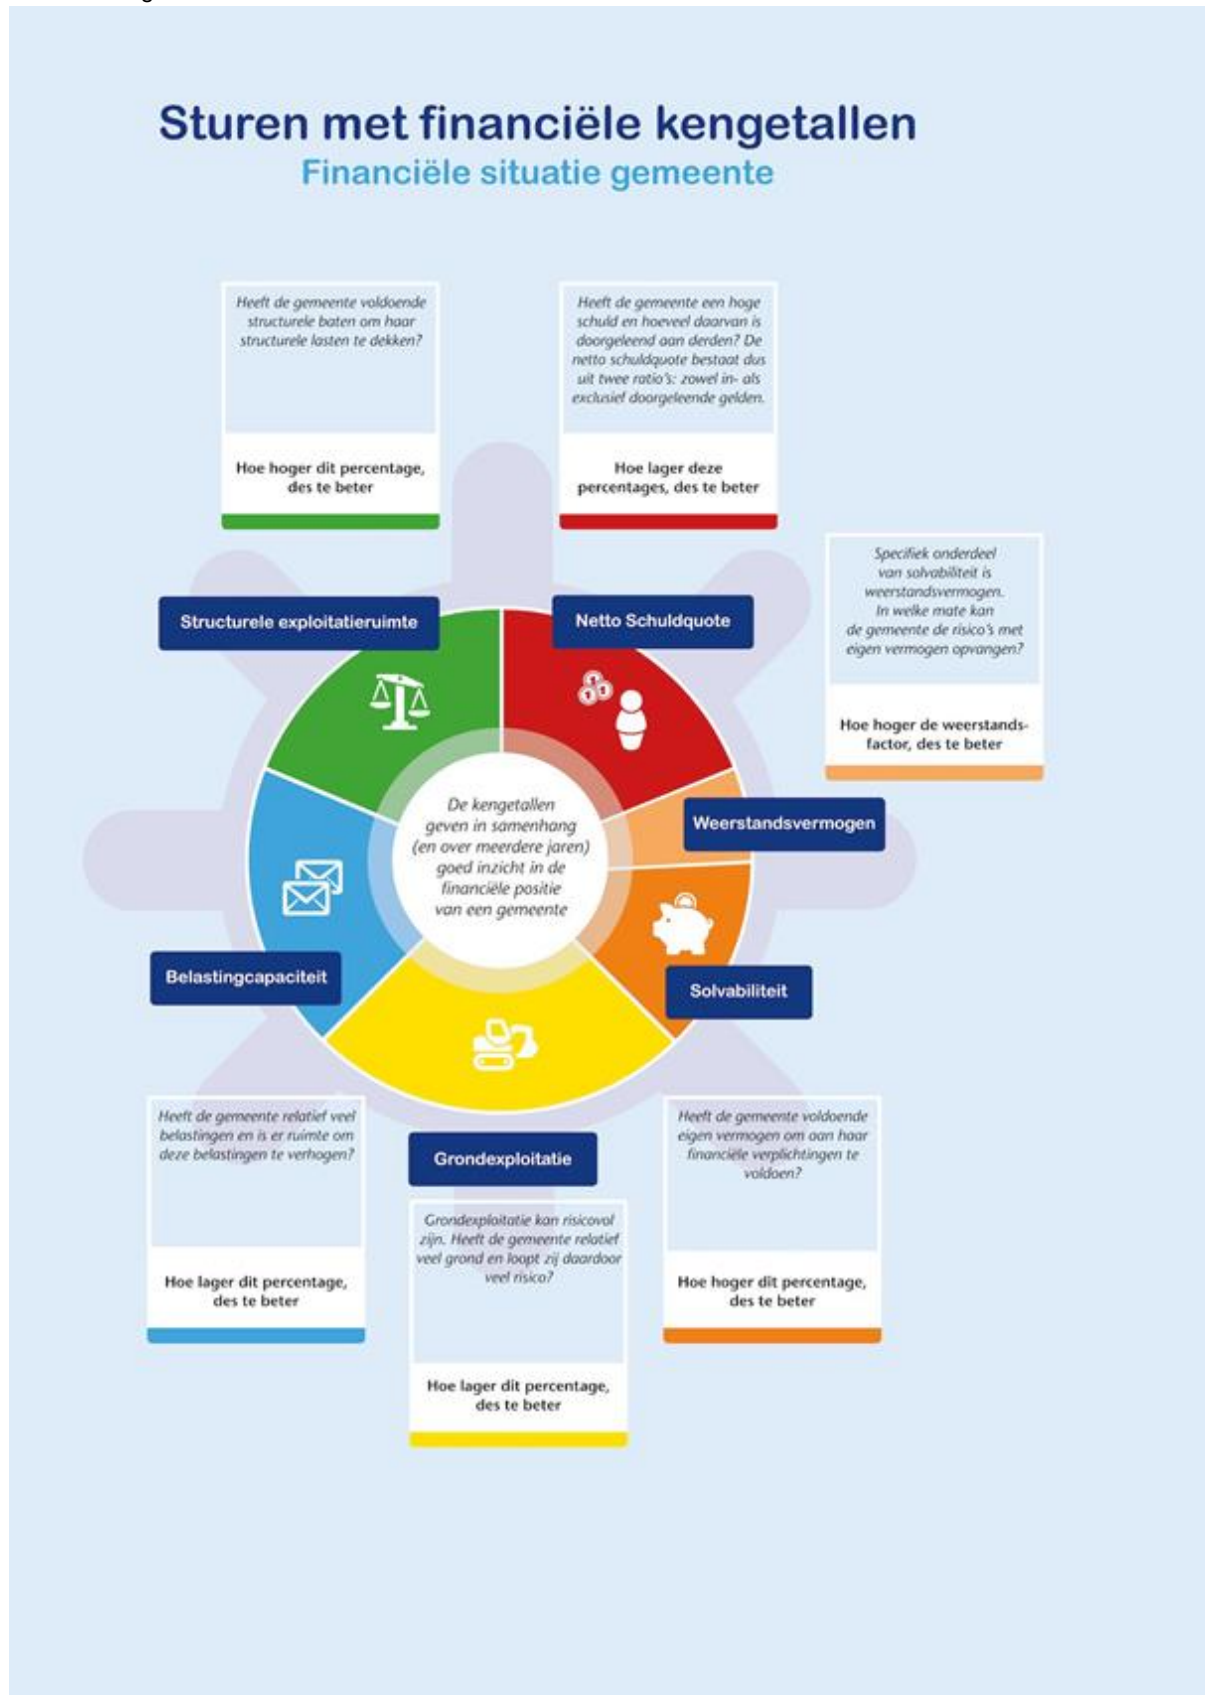 Sturen met financiële kengetallen
Financiële situatie gemeente
Heeft de gemeente voldoende
structurele baten om haar
structurele lasten te dekken?
Hoe hoger dit percentage,
des te beter
Heeft de gemeente een hoge
schuld en hoeveel daarvan is
doorgeleend aan derden? De
netto schuldquote bestaat dus
uit twee ratio's: zowel in- als
exclusief doorgeleende gelden.
Hoe lager deze
percentages, des te beter
Specifiek onderdeel
van solvabiliteit is
weerstandsvermogen.
In welke mate kan
de gemeente de risico's met
eigen vermogen opvangen?
Hoe hoger de weerstands-
factor, des te beter
Structurele exploitatieruimte
Netto Schuldquote
Weerstandsvermogen
De kengetallen
geven in samenhang
(en over meerdere jaren)
goed inzicht in de
financiële positie
van een gemeente
Belastingcapaciteit
Solvabiliteit
Grondexploitatie
Heeft de gemeente relatief veel
belastingen en is er ruimte om
deze belastingen te verhogen?
Hoe lager dit percentage,
des te beter
Grondexploitatie kan risicovol
zijn. Heeft de gemeente relatief
veel grond en loopt zij daardoor
veel risico?
Hoe lager dit percentage,
des te beter
Heeft de gemeente voldoende
eigen vermogen om aan haar
financiële verplichtingen te
voldoen?
Hoe hoger dit percentage,
des te beter